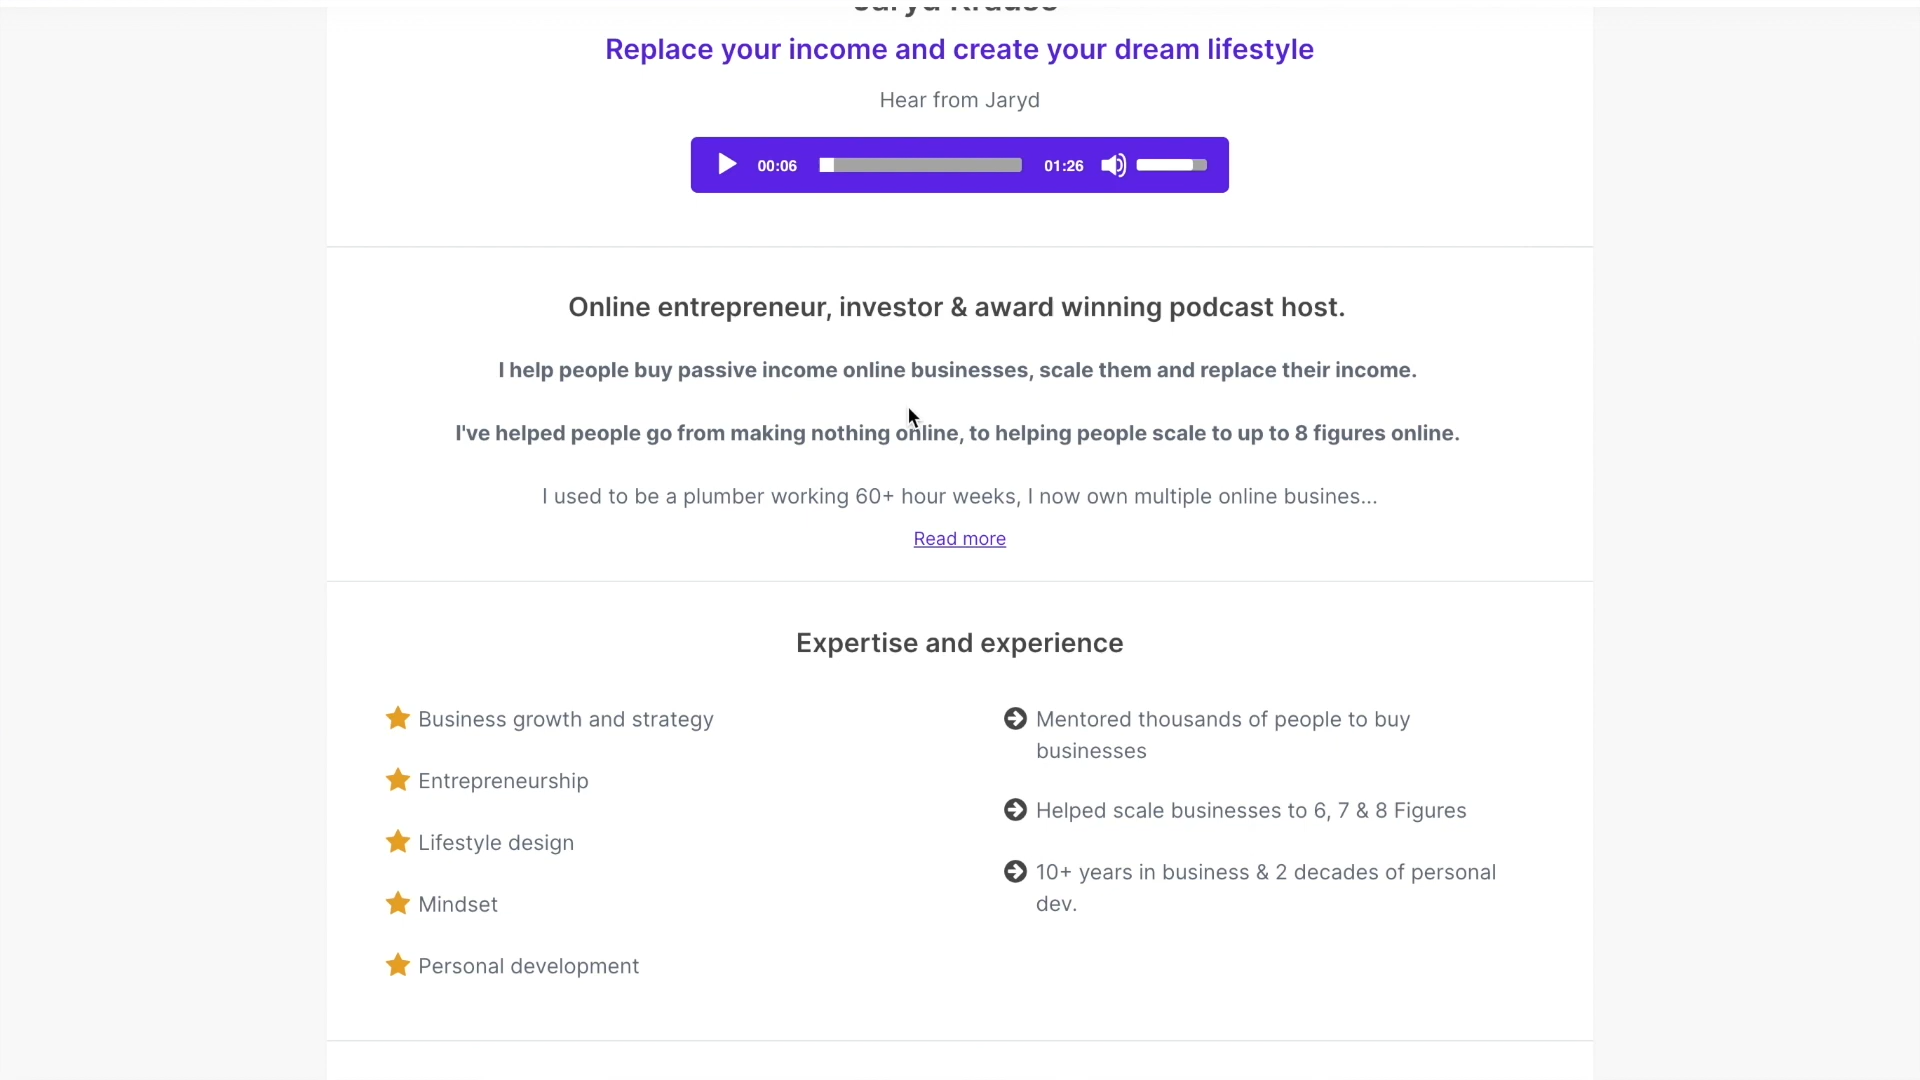 Jaryd Krause
Replace your income and create your dream lifestyle
Hear from Jaryd
00:06
01:26
Online entrepreneur, investor & award winning podcast host.
I help people buy passive income online businesses, scale them and replace their income.
I've helped people go from making nothing online, to helping people scale to up to 8 figures online.
I used to be a plumber working 60+ hour weeks, I now own multiple online busines...
Read more
Expertise and experience
Business growth and strategy
Entrepreneurship
Lifestyle design
Mindset
Personal development
Mentored thousands of people to buy
businesses
Helped scale businesses to 6, 7 & 8 Figures
10+ years in business & 2 decades of personal
dev.